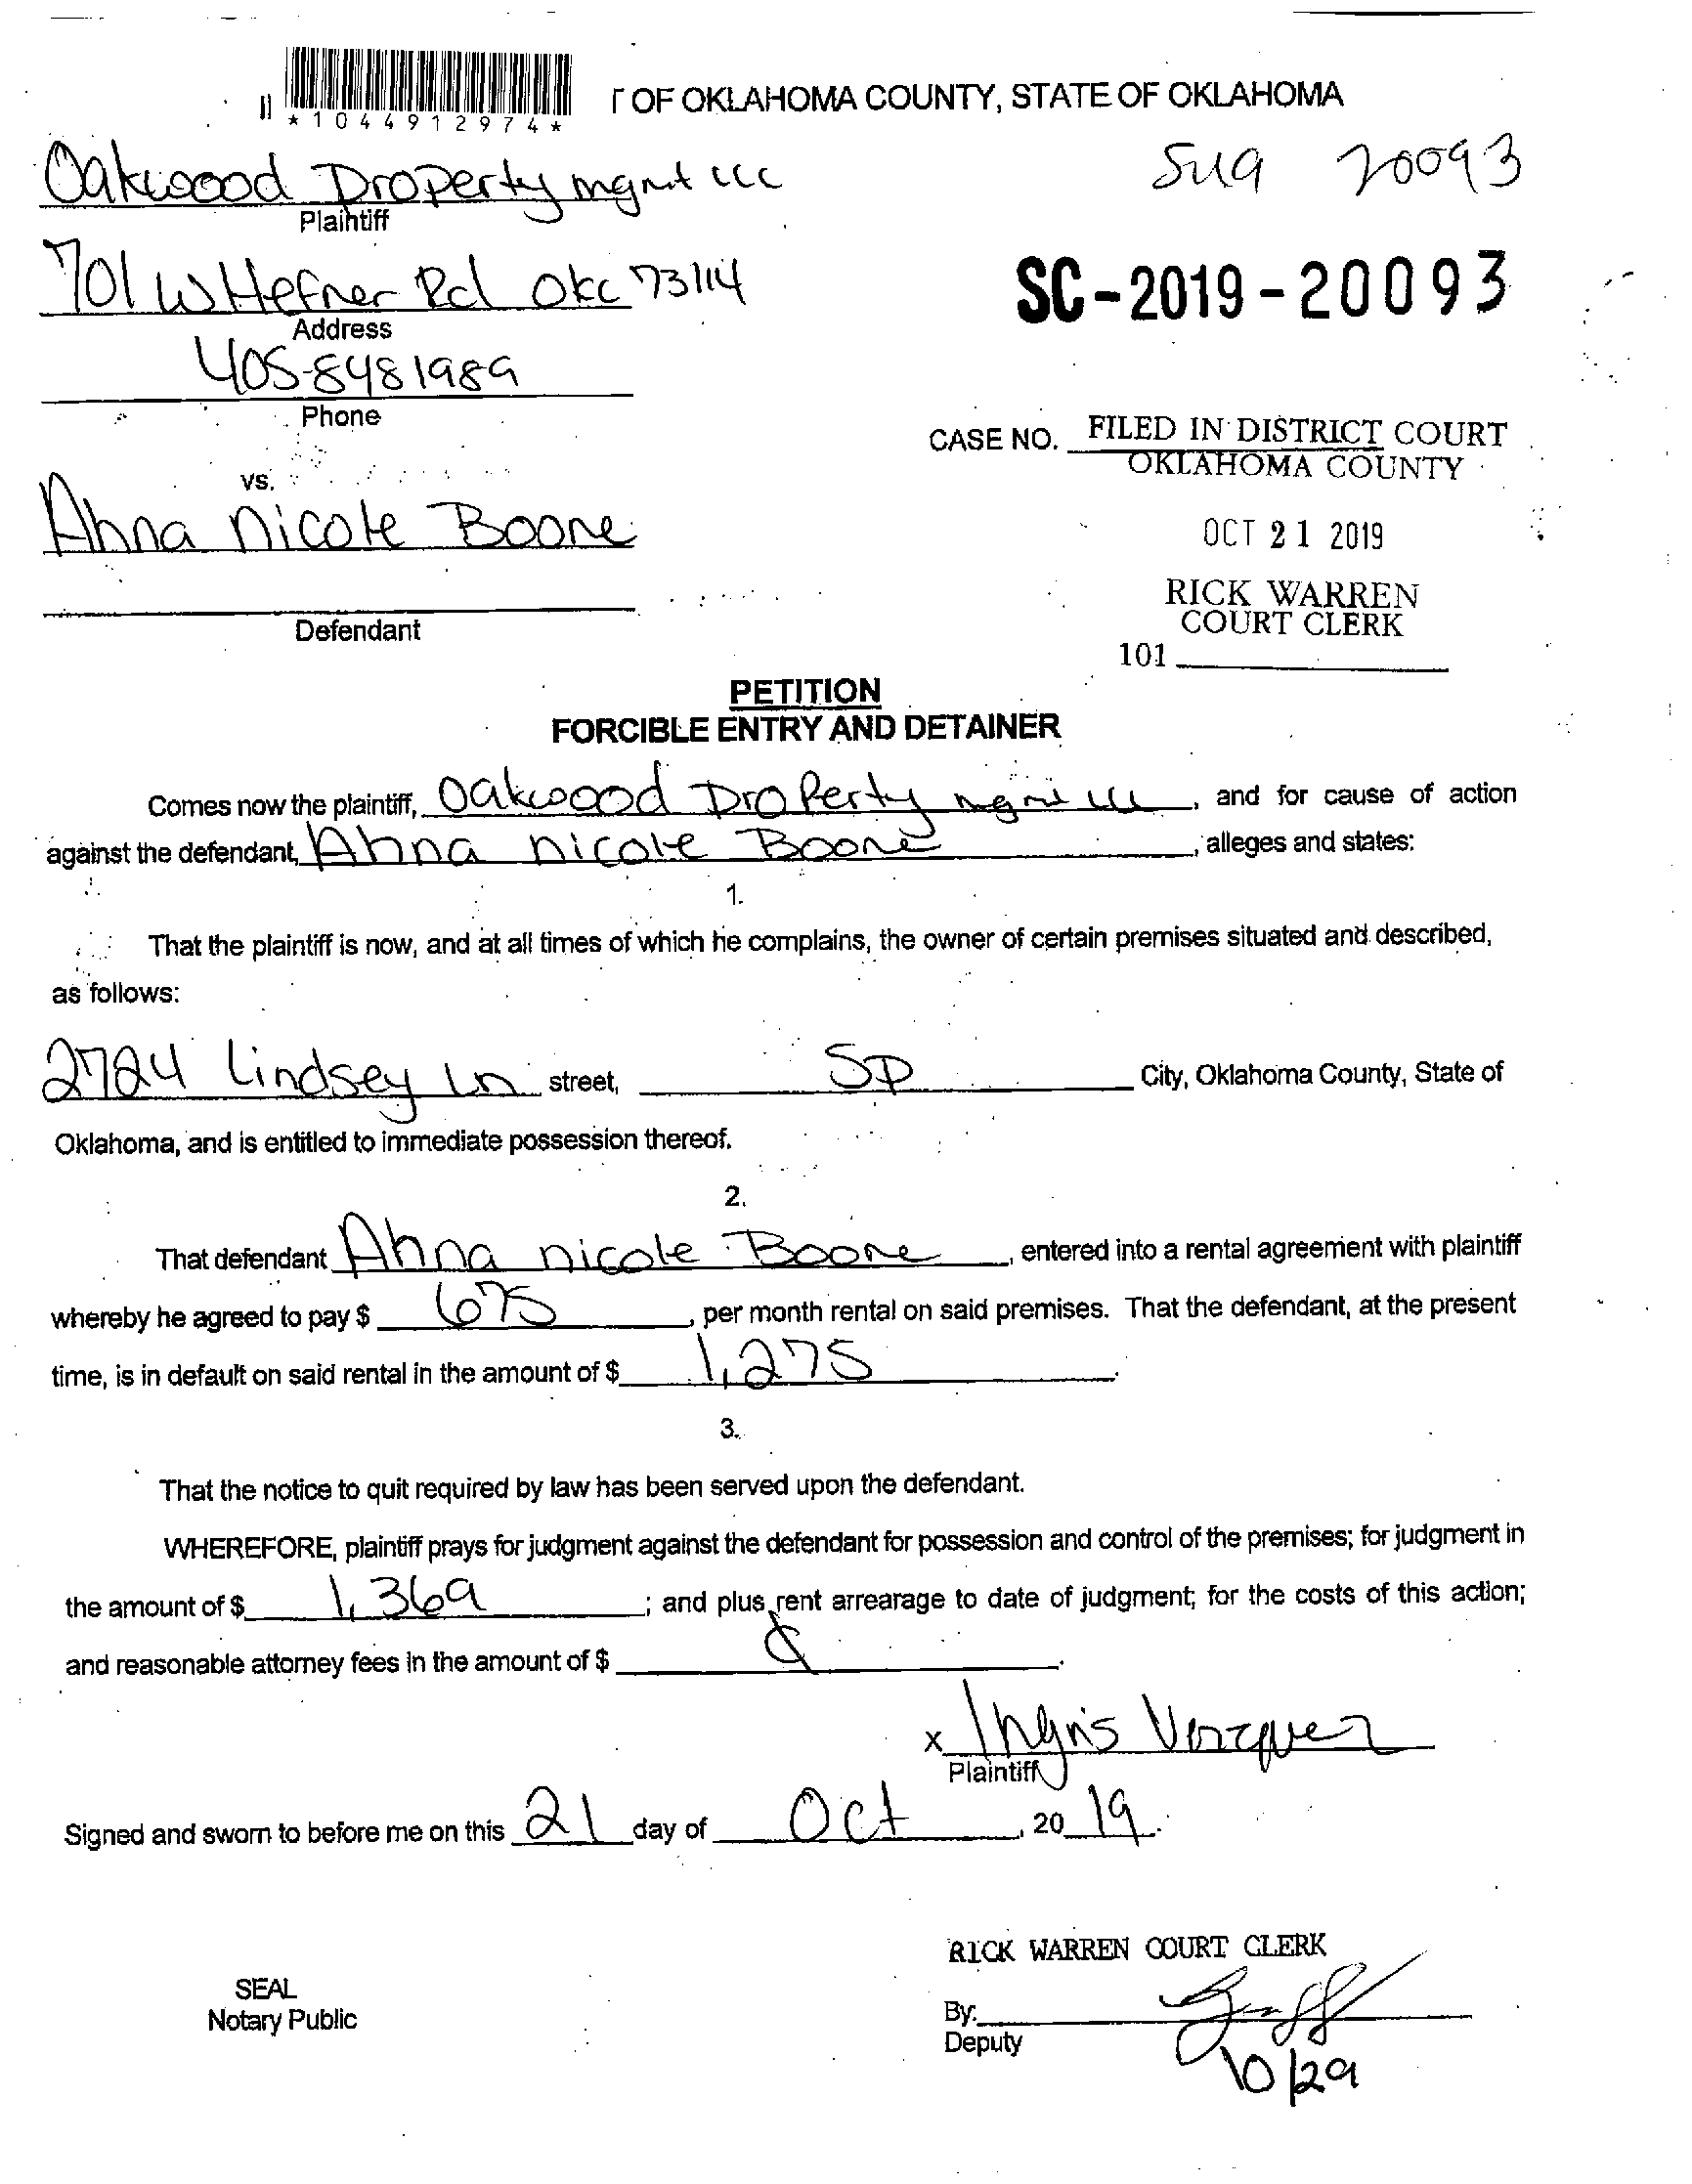 T OF OKLAHOMA COUNTY, STATE OF OKLAHOMA
*1044912974*
Oakwood Property mgmt LLC
20093
Plaintiff
701 W Hefner Rd OKC 73114
SC-2019-20093
Address
405-8481989
Phone
CASE NO. FILED IN DISTRICT COURT
OKLAHOMA COUNTY
vs.
Ahna Nicole Boone
OCT 21 2019
RICK WARREN
COURT CLERK
Defendant
101
PETITION
FORCIBLE ENTRY AND DETAINER
Comes now the plaintiff, Oakwood Property mgmt LLC, and for cause of action
against the defendant, Ahna Nicole Boone, alleges and states:
1.
That the plaintiff is now, and at all times of which he complains, the owner of certain premises situated and described,
as follows:
2724 Lindsey Ln street, SP City, Oklahoma County, State of
Oklahoma, and is entitled to immediate possession thereof.
2.
That defendant Ahna Nicole Boone, entered into a rental agreement with plaintiff
whereby he agreed to pay $ 675, per month rental on said premises. That the defendant, at the present
time, is in default on said rental in the amount of $ 1,275.
3.
That the notice to quit required by law has been served upon the defendant.
WHEREFORE, plaintiff prays for judgment against the defendant for possession and control of the premises; for judgment in
the amount of $ 1,369; and plus rent arrearage to date of judgment; for the costs of this action;
and reasonable attorney fees in the amount of $
x
Plaintiff
Signed and sworn to before me on this 21 day of Oct, 20 19.
RICK WARREN COURT CLERK
SEAL
Notary Public
By:
Deputy
10/29